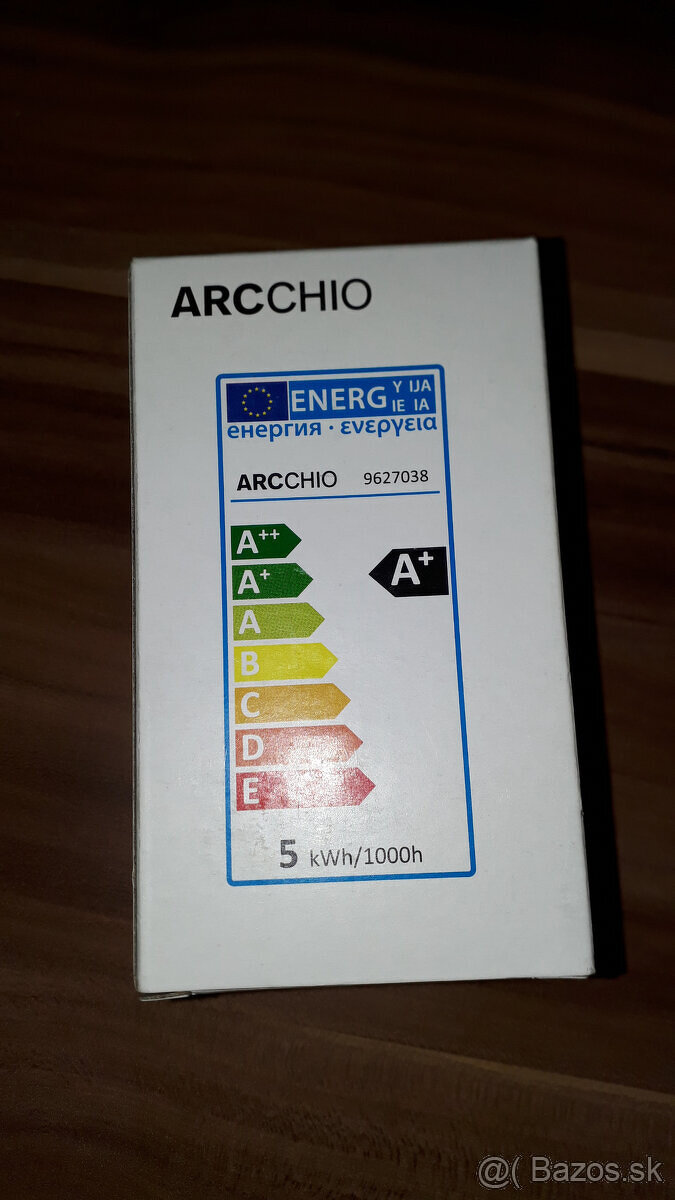 ARCCHIO
ENERG Y IJA
IE IA
енергия · ενεργεια
ARCCHIO 9627038
A++
A+
A+
A
B
C
D
E
5 kWh/1000h
@( Bazos.sk